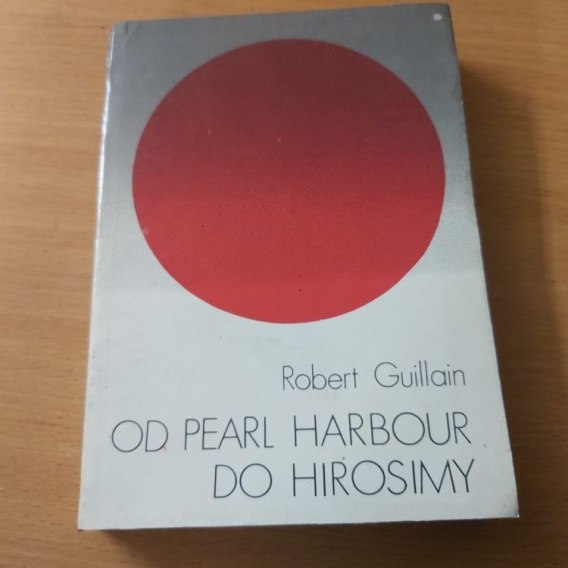 Robert Guillain
OD PEARL HARBOUR
DO HIROSIMY